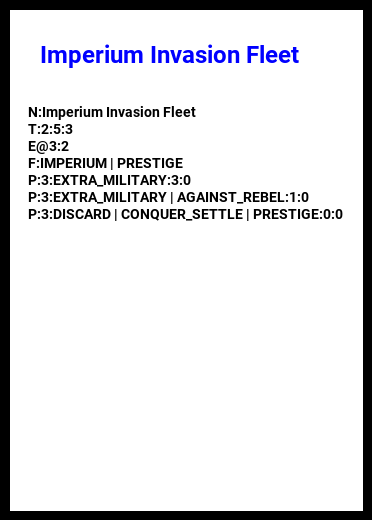 Imperium Invasion Fleet
N:Imperium Invasion Fleet
T:2:5:3
E@3:2
F:IMPERIUM | PRESTIGE
P:3:EXTRA_MILITARY:3:0
P:3:EXTRA_MILITARY | AGAINST_REBEL:1:0
P:3:DISCARD | CONQUER_SETTLE | PRESTIGE:0:0